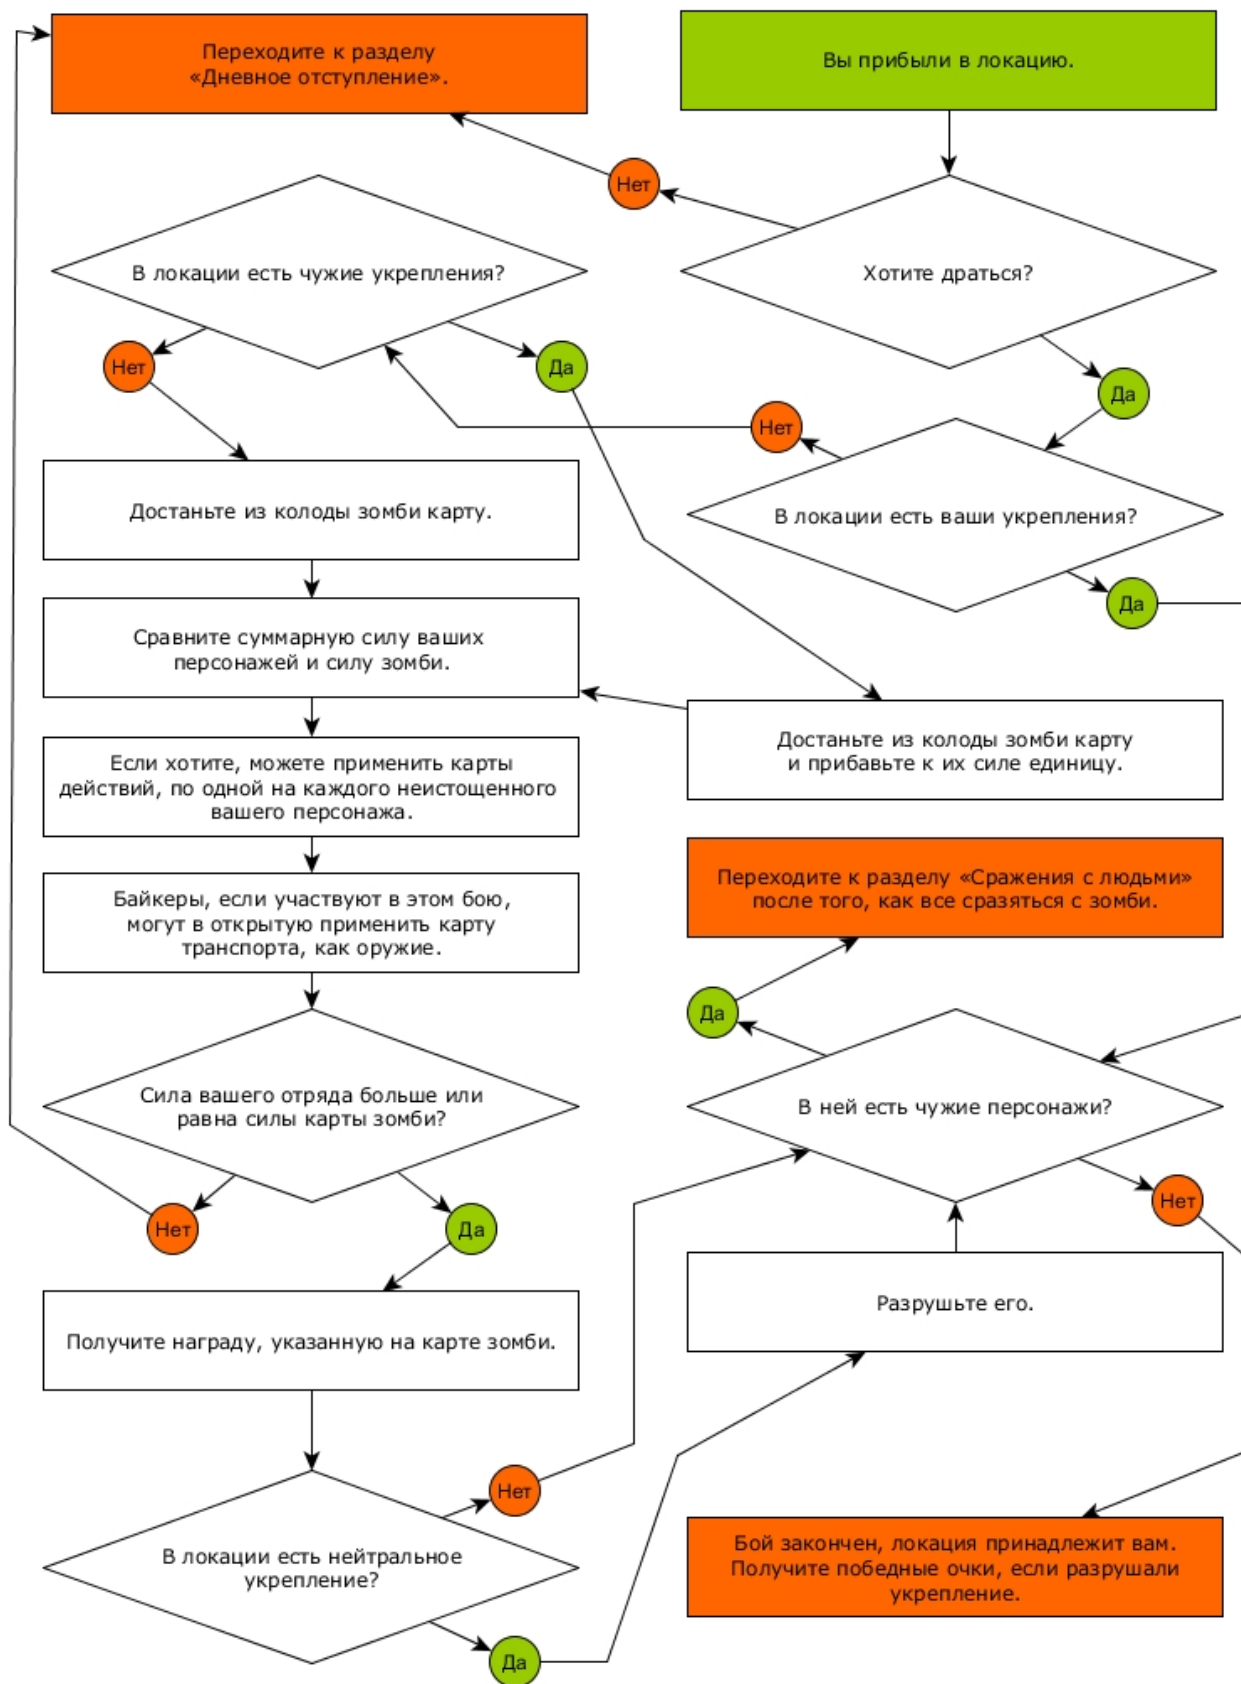 Переходите к разделу
«Дневное отступление».
Вы прибыли в локацию.
Нет
В локации есть чужие укрепления?
Хотите драться?
Нет
Да
Да
Нет
Достаньте из колоды зомби карту.
В локации есть ваши укрепления?
Да
Сравните суммарную силу ваших
персонажей и силу зомби.
Достаньте из колоды зомби карту
и прибавьте к их силе единицу.
Если хотите, можете применить карты
действий, по одной на каждого неистощенного
вашего персонажа.
Переходите к разделу «Сражения с людьми»
после того, как все сразяться с зомби.
Байкеры, если участвуют в этом бою,
могут в открытую применить карту
транспорта, как оружие.
Да
Сила вашего отряда больше или
равна силы карты зомби?
В ней есть чужие персонажи?
Нет
Да
Нет
Разрушьте его.
Получите награду, указанную на карте зомби.
Нет
В локации есть нейтральное
укрепление?
Бой закончен, локация принадлежит вам.
Получите победные очки, если разрушали
укрепление.
Да